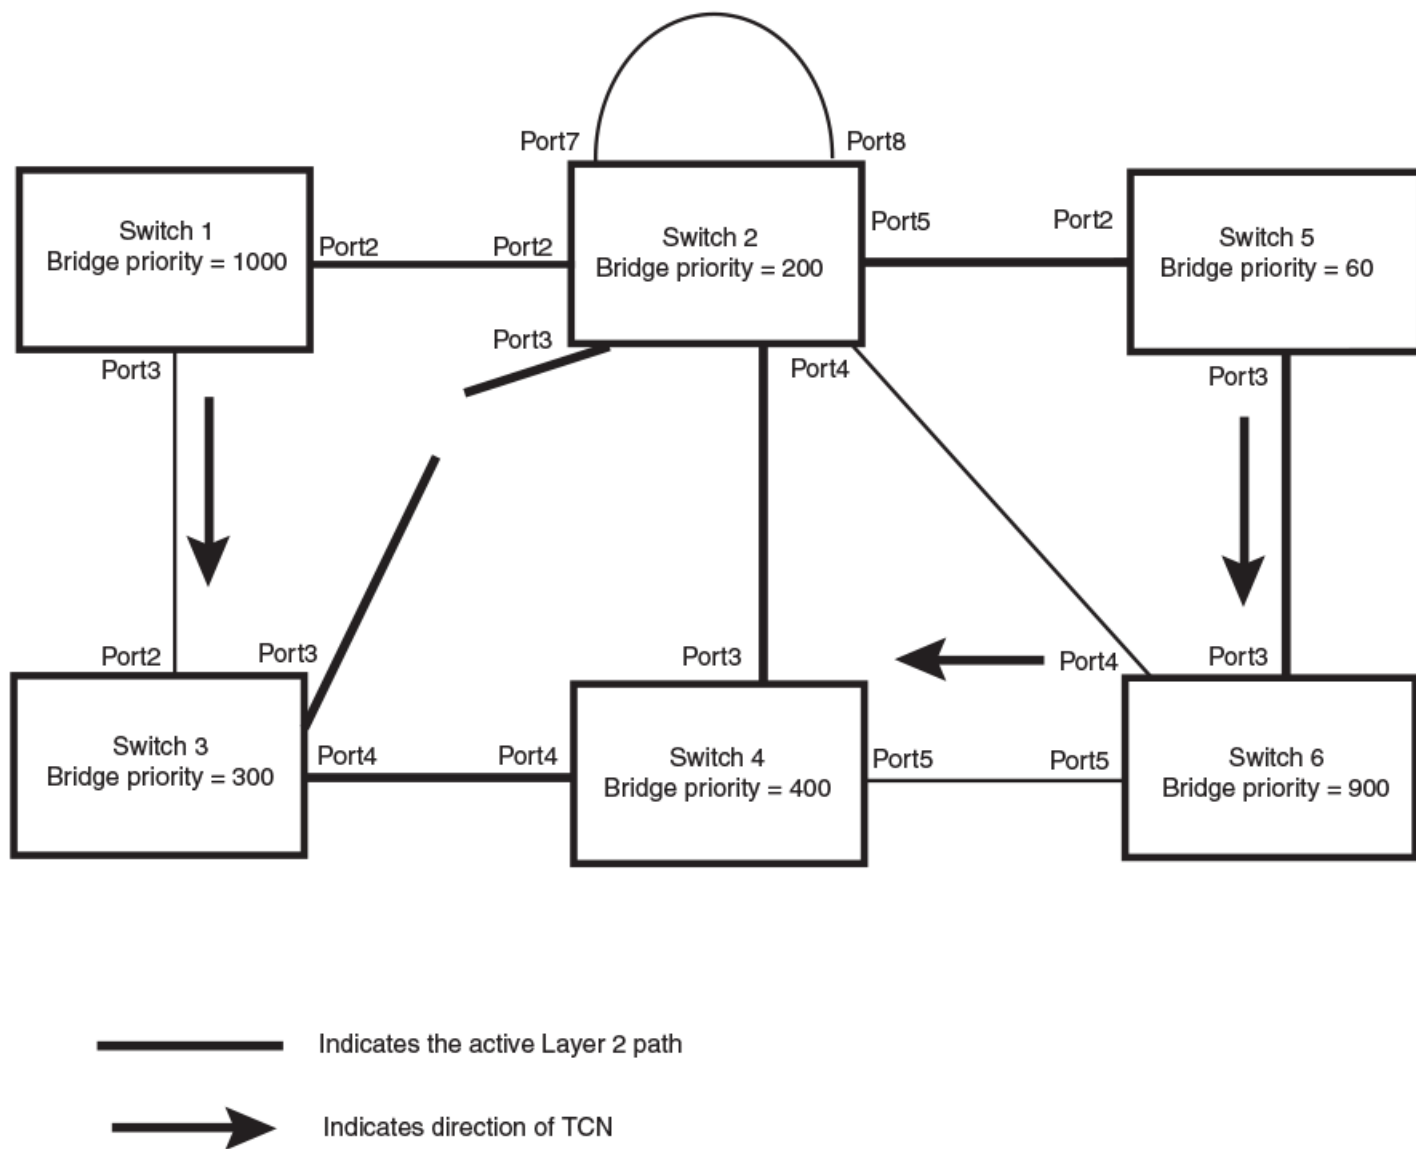 Port7
Port8
Switch 1
Bridge priority = 1000
Port2
Port2
Switch 2
Bridge priority = 200
Port5
Port2
Switch 5
Bridge priority = 60
Port3
Port3
Port4
Port3
Port2
Port3
Port3
Port4
Port3
Switch 3
Bridge priority = 300
Port4
Port4
Switch 4
Bridge priority = 400
Port5
Port5
Switch 6
Bridge priority = 900
Indicates the active Layer 2 path
Indicates direction of TCN